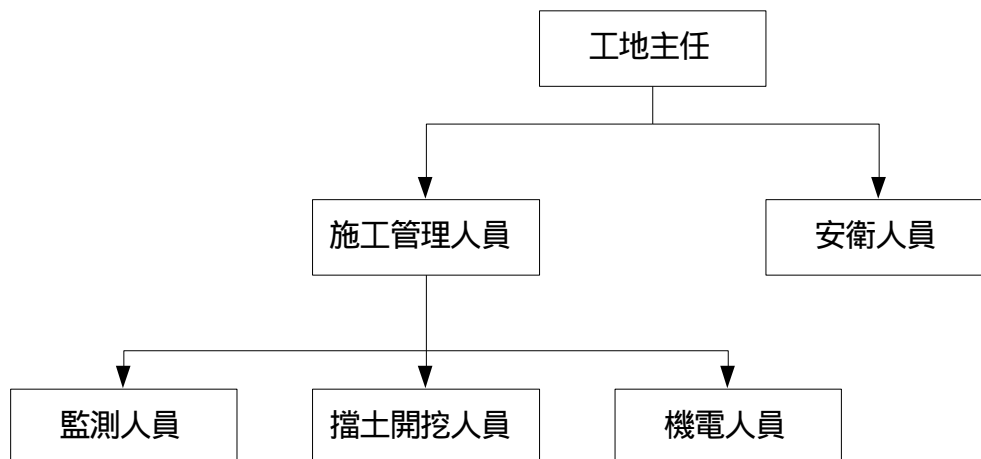 工地主任
施工管理人員
安衛人員
監測人員
擋土開挖人員
機電人員